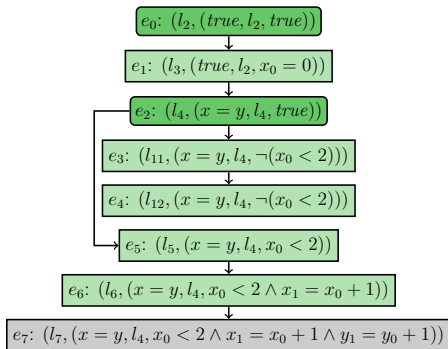 e₀: (l₂, (true, l₂, true))
e₁: (l₃, (true, l₂, x₀ = 0))
e₂: (l₄, (x = y, l₄, true))
e₃: (l₁₁, (x = y, l₄, ¬(x₀ < 2)))
e₄: (l₁₂, (x = y, l₄, ¬(x₀ < 2)))
e₅: (l₅, (x = y, l₄, x₀ < 2))
e₆: (l₆, (x = y, l₄, x₀ < 2 ∧ x₁ = x₀ + 1))
e₇: (l₇, (x = y, l₄, x₀ < 2 ∧ x₁ = x₀ + 1 ∧ y₁ = y₀ + 1))